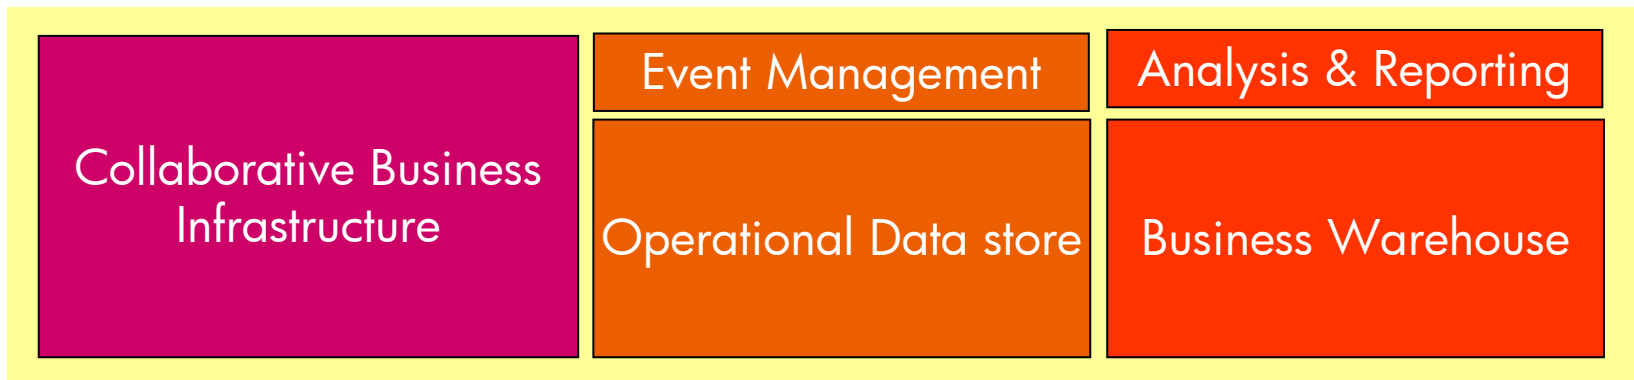 Collaborative Business
Infrastructure
Event Management
Operational Data store
Analysis & Reporting
Business Warehouse